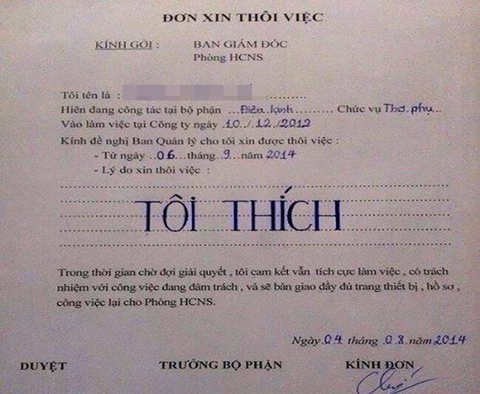 ĐƠN XIN THÔI VIỆC
KÍNH GỞI : BAN GIÁM ĐỐC
Phòng HCNS
Tôi tên là :
Hiện đang công tác tại bộ phận ...Điện lạnh... Chức vụ Thợ phụ..
Vào làm việc tại Công ty ngày .10../.12./.2012
Kính đề nghị Ban Quản lý cho tôi xin được thôi việc :
- Từ ngày ..06...tháng..9..năm 2014
- Lý do xin thôi việc :
TÔI THÍCH
Trong thời gian chờ đợi giải quyết , tôi cam kết vẫn tích cực làm việc , có trách
nhiệm với công việc đang đảm trách , và sẽ bàn giao đầy đủ trang thiết bị , hồ sơ ,
công việc lại cho Phòng HCNS.
Ngày.04. tháng .08.năm 2014
DUYỆT TRƯỞNG BỘ PHẬN KÍNH ĐƠN